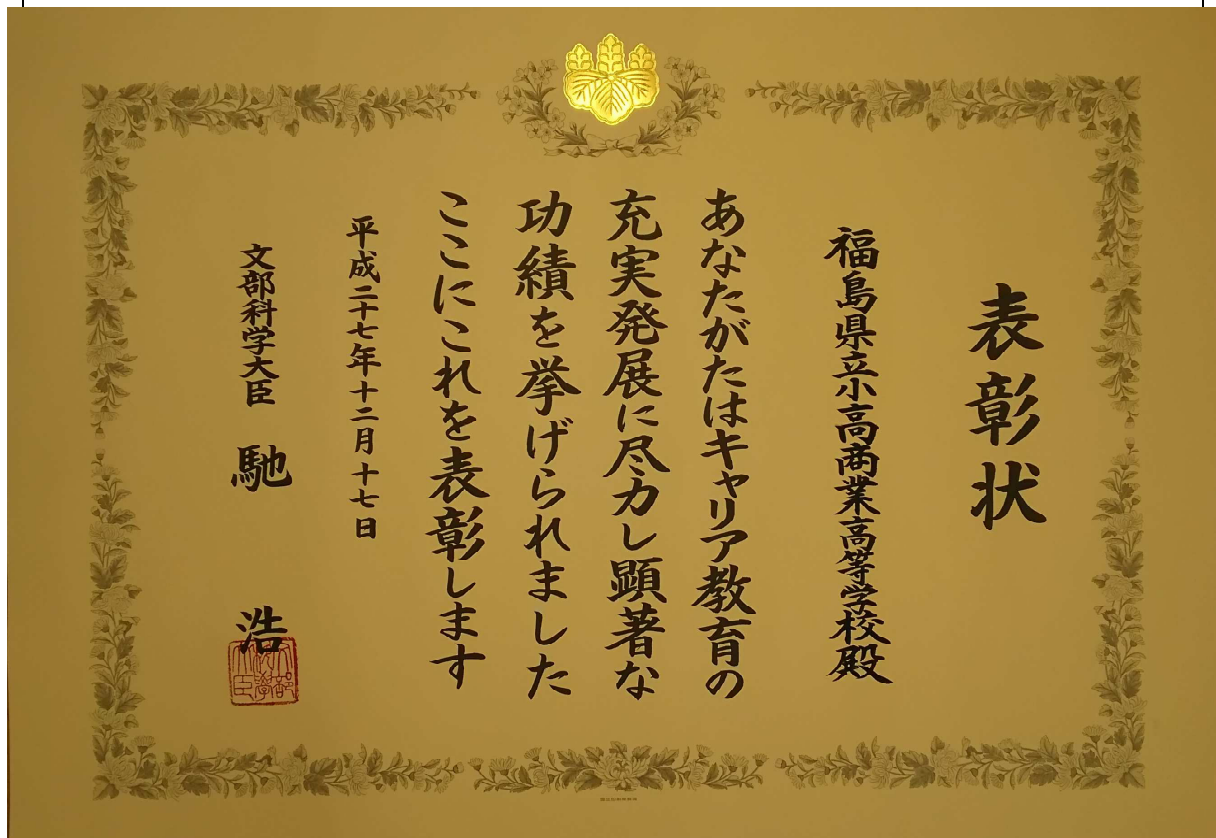 表彰状
福島県立小高商業高等学校殿
あなたがたはキャリア教育の
充実発展に尽力し顕著な
功績を挙げられました
ここにこれを表彰します
平成二十七年十二月十七日
文部科学大臣 馳 浩